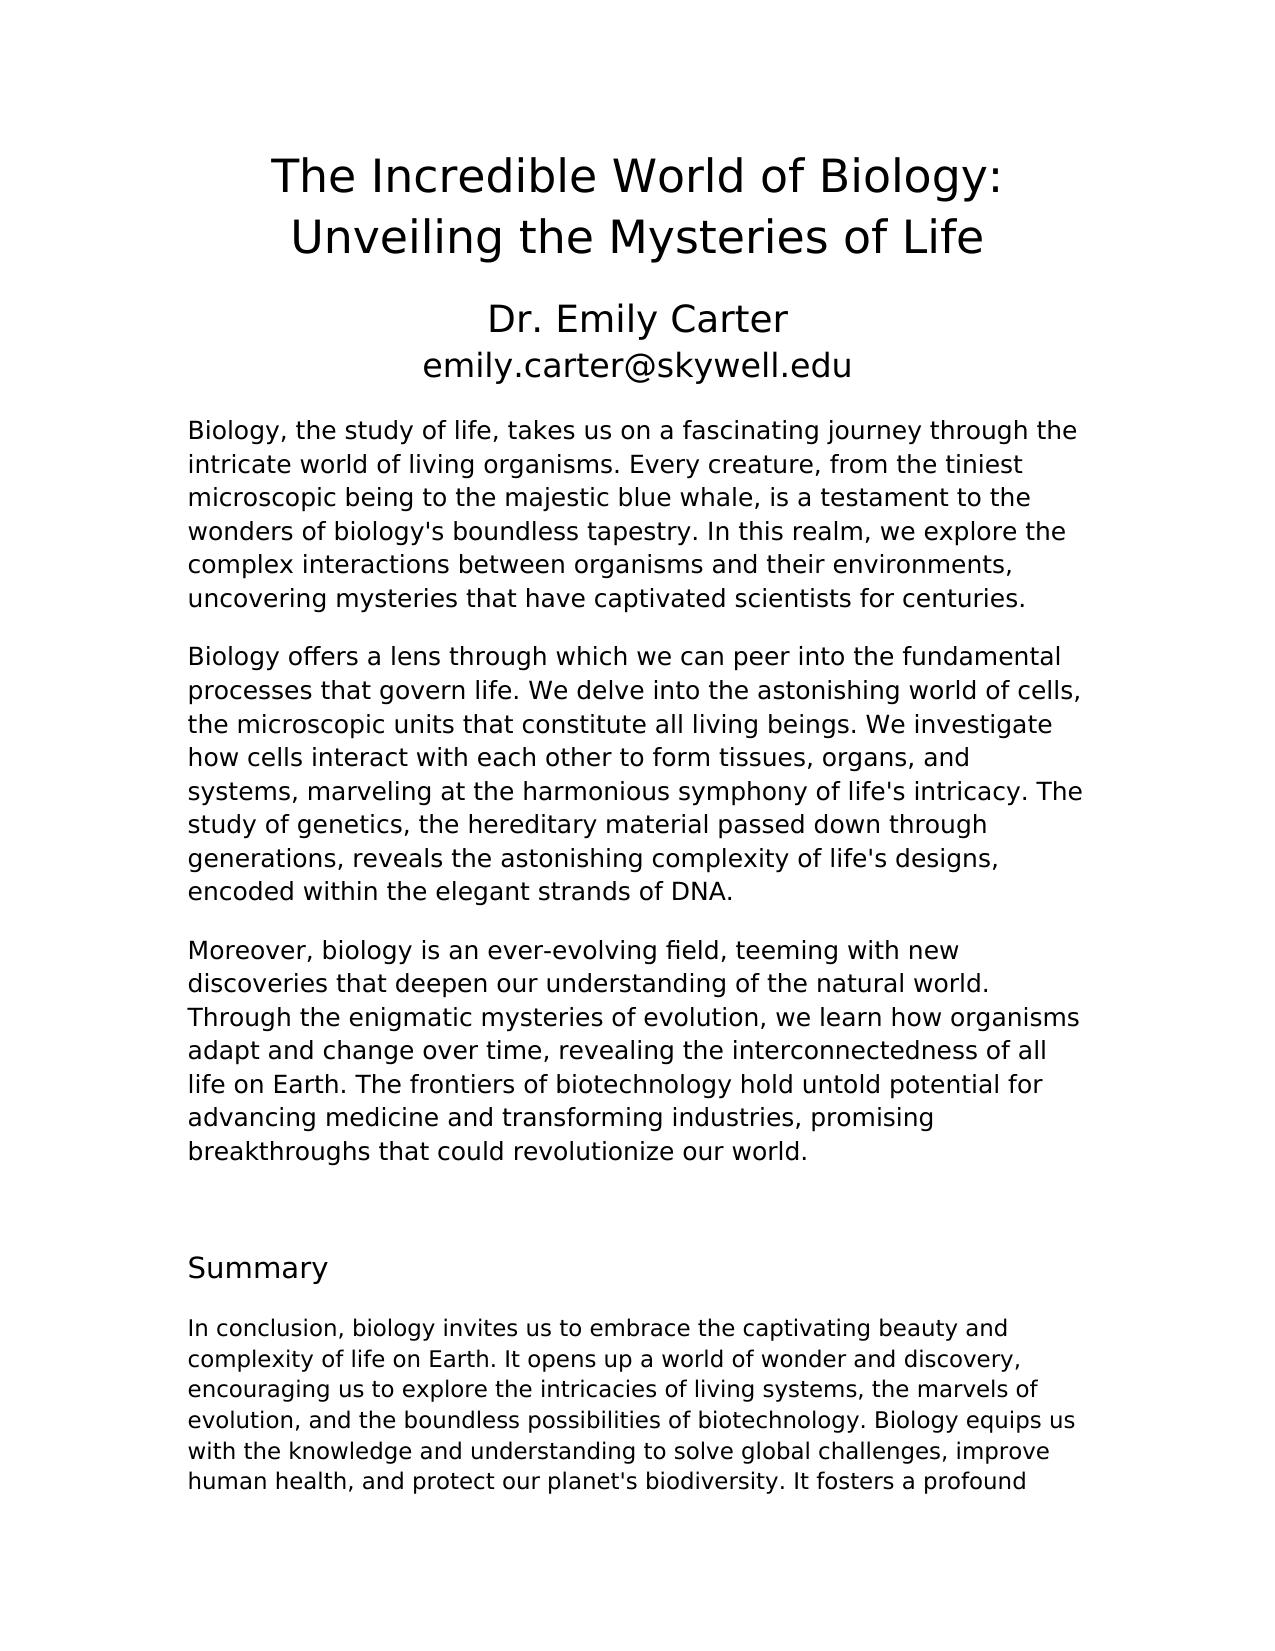 The Incredible World of Biology:
Unveiling the Mysteries of Life
Dr. Emily Carter
emily.carter@skywell.edu
Biology, the study of life, takes us on a fascinating journey through the
intricate world of living organisms. Every creature, from the tiniest
microscopic being to the majestic blue whale, is a testament to the
wonders of biology's boundless tapestry. In this realm, we explore the
complex interactions between organisms and their environments,
uncovering mysteries that have captivated scientists for centuries.
Biology offers a lens through which we can peer into the fundamental
processes that govern life. We delve into the astonishing world of cells,
the microscopic units that constitute all living beings. We investigate
how cells interact with each other to form tissues, organs, and
systems, marveling at the harmonious symphony of life's intricacy. The
study of genetics, the hereditary material passed down through
generations, reveals the astonishing complexity of life's designs,
encoded within the elegant strands of DNA.
Moreover, biology is an ever-evolving field, teeming with new
discoveries that deepen our understanding of the natural world.
Through the enigmatic mysteries of evolution, we learn how organisms
adapt and change over time, revealing the interconnectedness of all
life on Earth. The frontiers of biotechnology hold untold potential for
advancing medicine and transforming industries, promising
breakthroughs that could revolutionize our world.
Summary
In conclusion, biology invites us to embrace the captivating beauty and
complexity of life on Earth. It opens up a world of wonder and discovery,
encouraging us to explore the intricacies of living systems, the marvels of
evolution, and the boundless possibilities of biotechnology. Biology equips us
with the knowledge and understanding to solve global challenges, improve
human health, and protect our planet's biodiversity. It fosters a profound